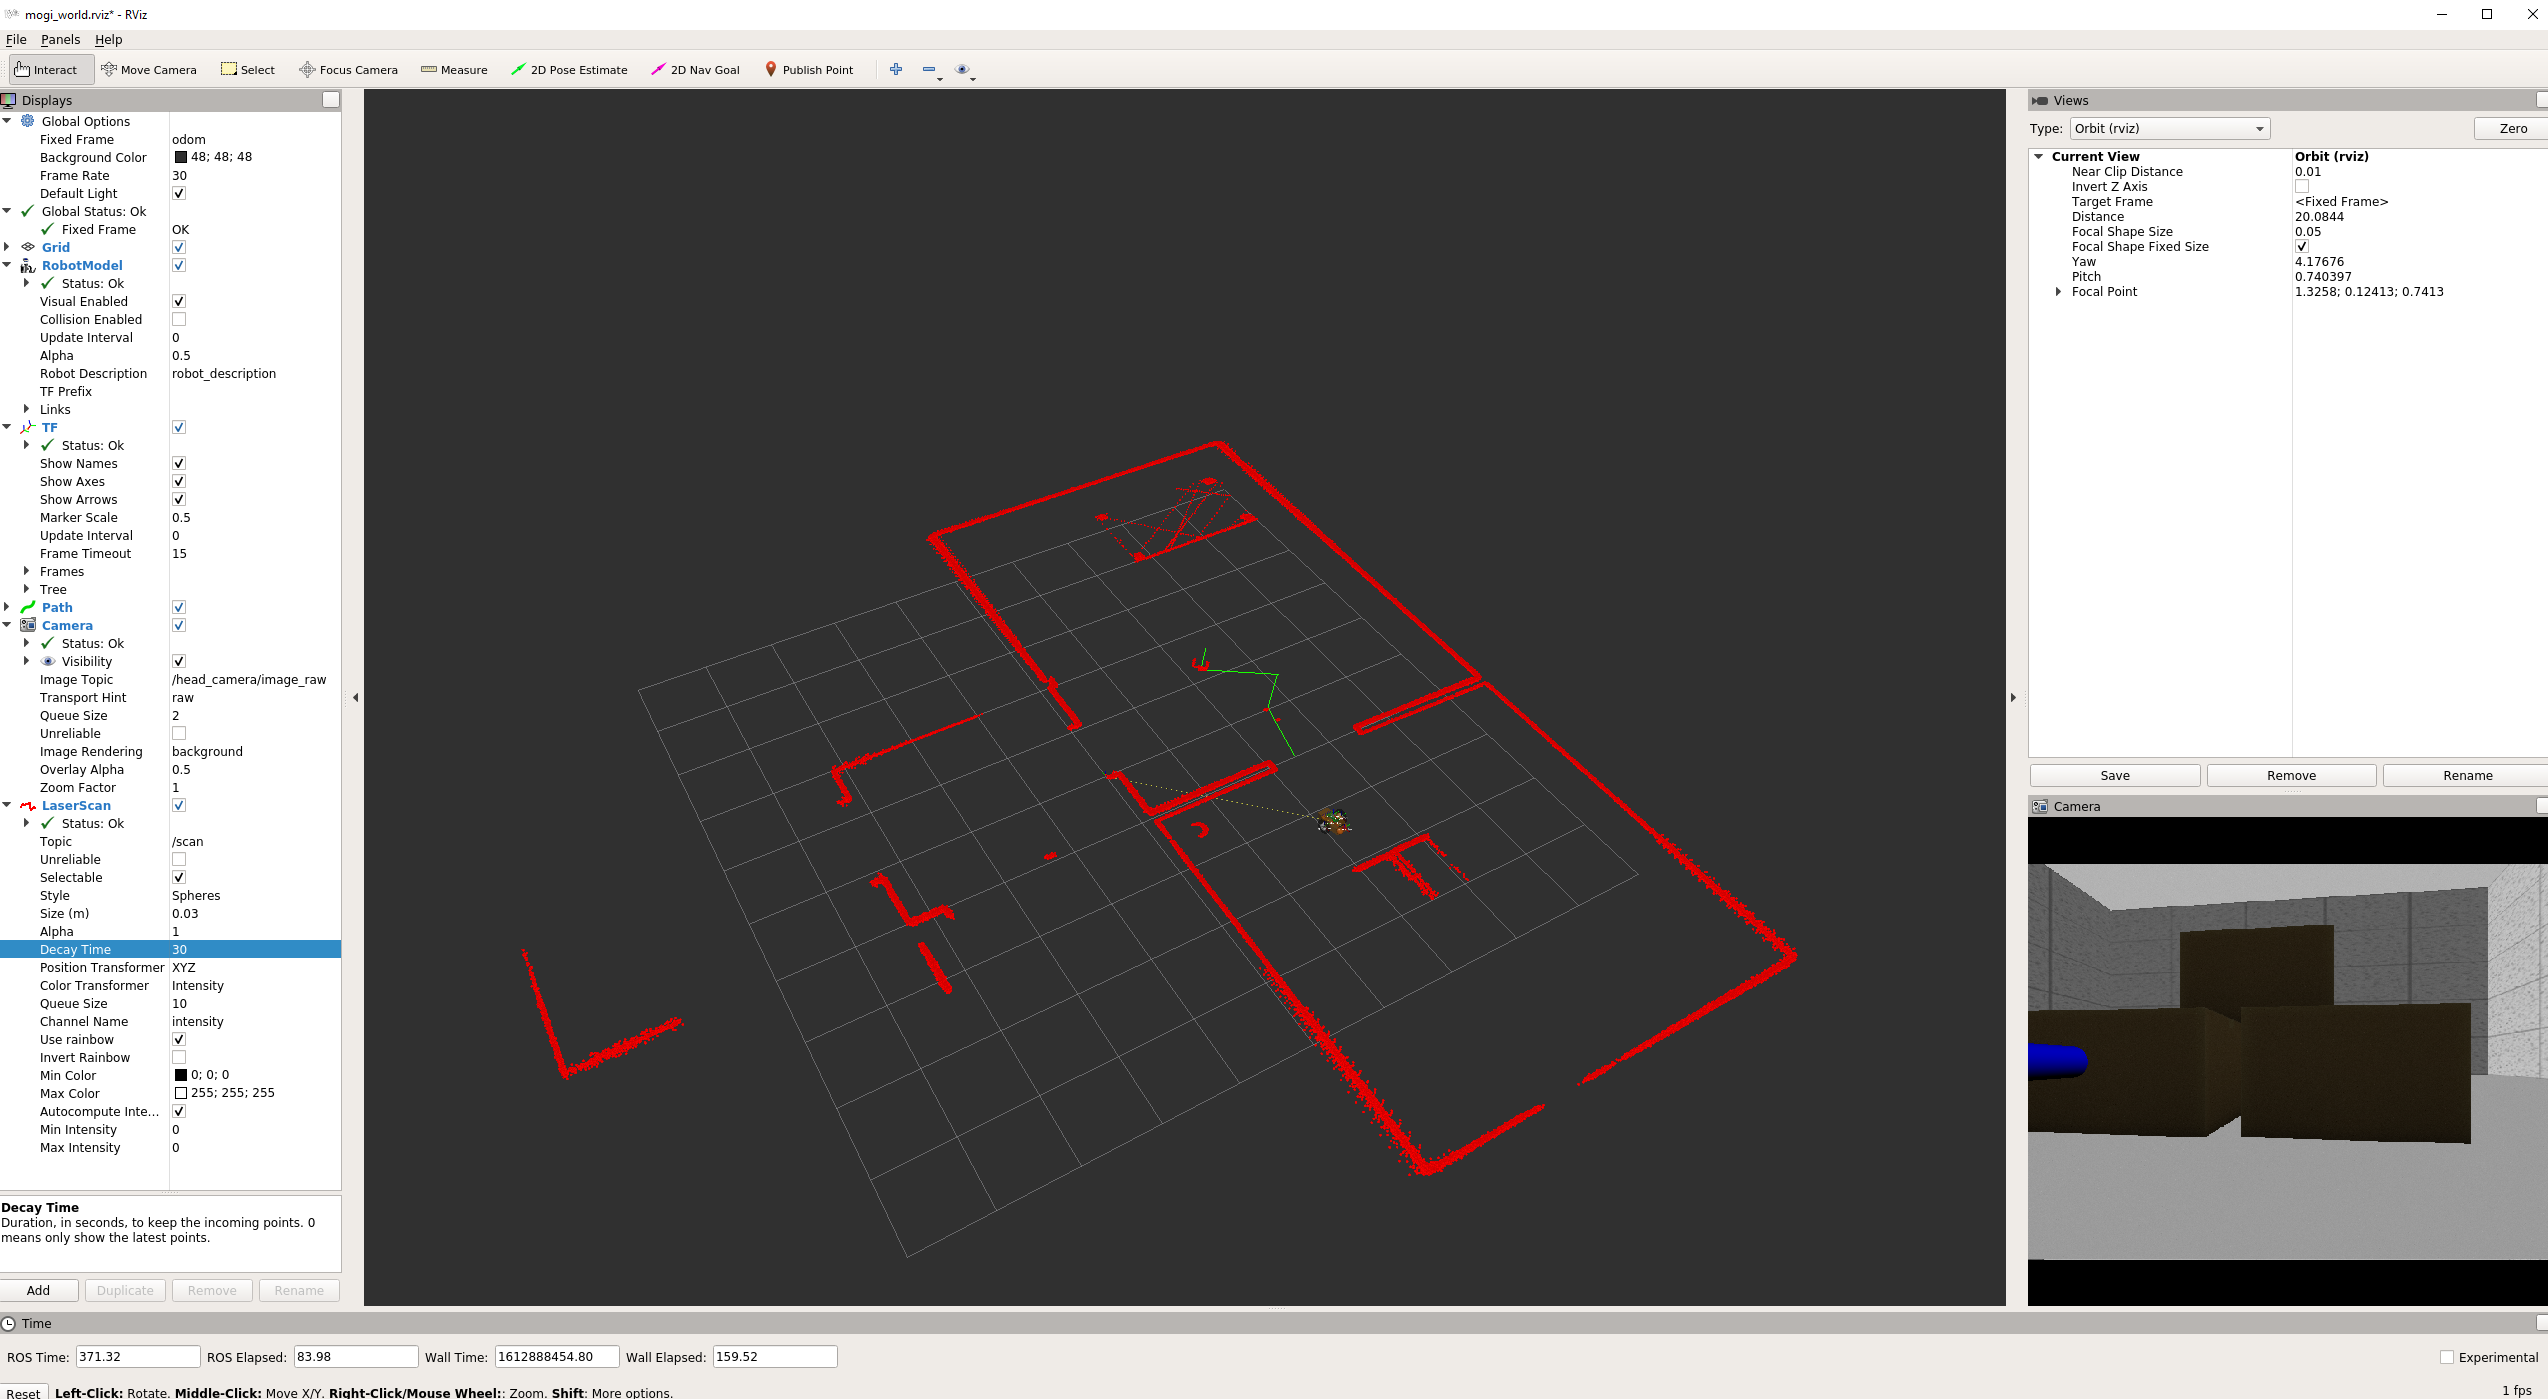 mogi_world.rviz* - RViz
File Panels Help
Interact Move Camera Select Focus Camera Measure 2D Pose Estimate 2D Nav Goal Publish Point
Displays
Global Options
Fixed Frame odom
Background Color 48; 48; 48
Frame Rate 30
Default Light
Global Status: Ok
Fixed Frame OK
Grid
RobotModel
Status: Ok
Visual Enabled
Collision Enabled
Update Interval 0
Alpha 0.5
Robot Description robot_description
TF Prefix
Links
TF
Status: Ok
Show Names
Show Axes
Show Arrows
Marker Scale 0.5
Update Interval 0
Frame Timeout 15
Frames
Tree
Path
Camera
Status: Ok
Visibility
Image Topic /head_camera/image_raw
Transport Hint raw
Queue Size 2
Unreliable
Image Rendering background
Overlay Alpha 0.5
Zoom Factor 1
LaserScan
Status: Ok
Topic /scan
Unreliable
Selectable
Style Spheres
Size (m) 0.03
Alpha 1
Decay Time 30
Position Transformer XYZ
Color Transformer Intensity
Queue Size 10
Channel Name intensity
Use rainbow
Invert Rainbow
Min Color 0; 0; 0
Max Color 255; 255; 255
Autocompute Inte...
Min Intensity 0
Max Intensity 0
Decay Time
Duration, in seconds, to keep the incoming points. 0
means only show the latest points.
Add Duplicate Remove Rename
Views
Type: Orbit (rviz) Zero
Current View Orbit (rviz)
Near Clip Distance 0.01
Invert Z Axis
Target Frame <Fixed Frame>
Distance 20.0844
Focal Shape Size 0.05
Focal Shape Fixed Size
Yaw 4.17676
Pitch 0.740397
Focal Point 1.3258; 0.12413; 0.7413
Save Remove Rename
Camera
Time
ROS Time: 371.32 ROS Elapsed: 83.98 Wall Time: 1612888454.80 Wall Elapsed: 159.52 Experimental
Reset Left-Click: Rotate. Middle-Click: Move X/Y. Right-Click/Mouse Wheel:: Zoom. Shift: More options. 1 fps